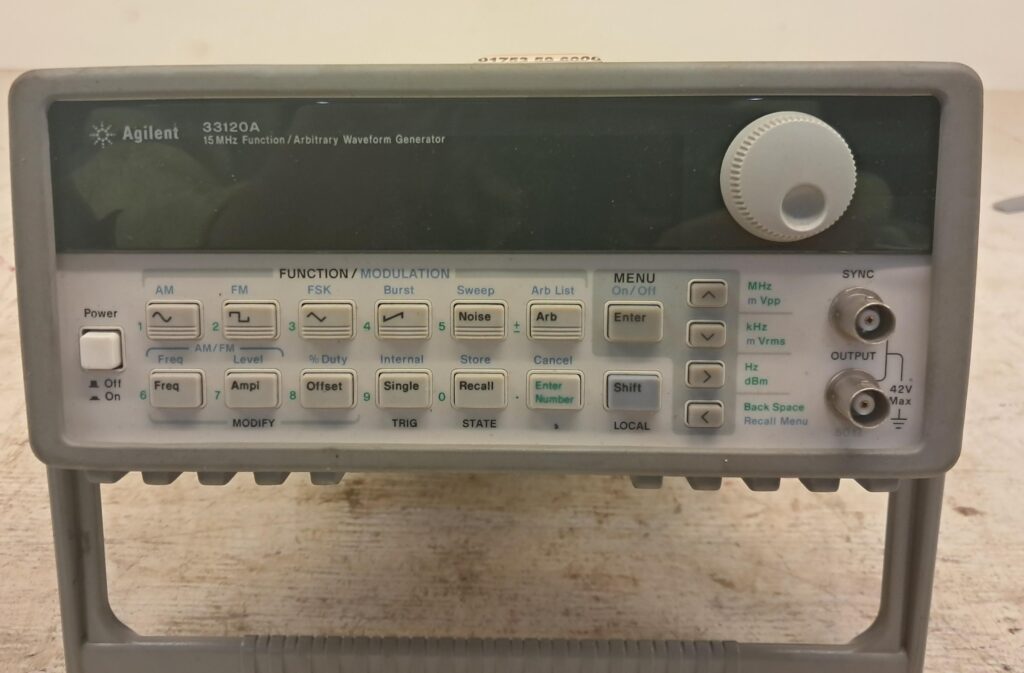 Agilent 33120A
15 MHz Function / Arbitrary Waveform Generator
FUNCTION / MODULATION
AM FM FSK Burst Sweep Arb List
1 2 3 4 5 Noise ± Arb
AM/FM
Freq Level % Duty Internal Store Cancel
6 Freq 7 Ampl 8 Offset 9 Single 0 Recall . Enter Number
MODIFY TRIG STATE
Power
Off
On
MENU
On/Off
Enter
Shift
LOCAL
MHz
m Vpp
kHz
m Vrms
Hz
dBm
Back Space
Recall Menu
SYNC
OUTPUT
42V
Max